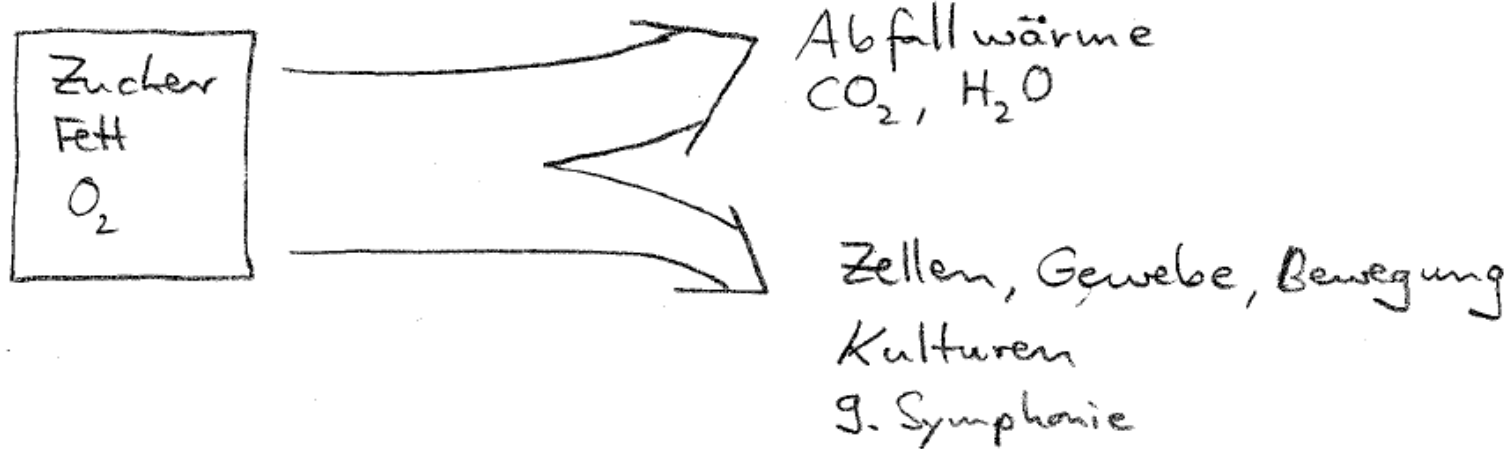 Zucker
Fett
O₂
Abfallwärme
CO₂, H₂O
Zellen, Gewebe, Bewegung
Kulturen
9. Symphonie